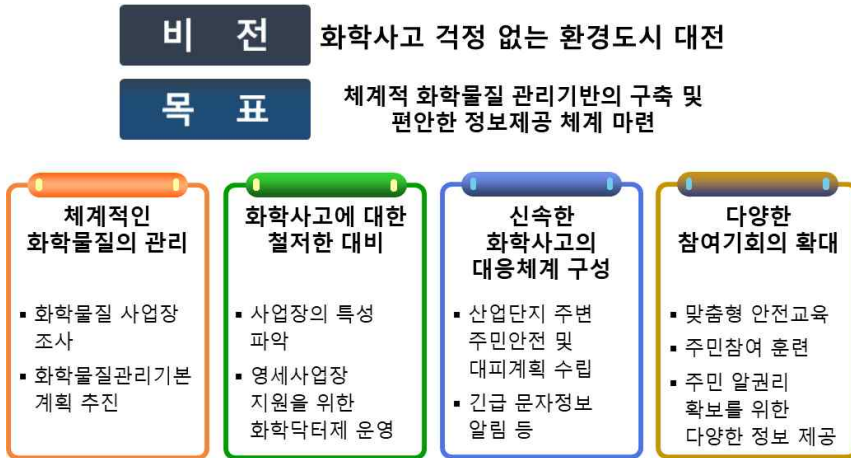 비 전
화학사고 걱정 없는 환경도시 대전
목 표
체계적 화학물질 관리기반의 구축 및
편안한 정보제공 체계 마련
체계적인
화학물질의 관리
▪ 화학물질 사업장
조사
▪ 화학물질관리기본
계획 추진
화학사고에 대한
철저한 대비
▪ 사업장의 특성
파악
▪ 영세사업장
지원을 위한
화학닥터제 운영
신속한
화학사고의
대응체계 구성
▪ 산업단지 주변
주민안전 및
대피계획 수립
▪ 긴급 문자정보
알림 등
다양한
참여기회의 확대
▪ 맞춤형 안전교육
▪ 주민참여 훈련
▪ 주민 알권리
확보를 위한
다양한 정보 제공